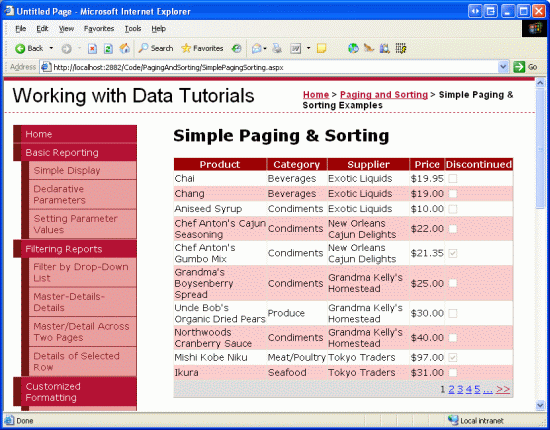 Untitled Page - Microsoft Internet Explorer
File Edit View Favorites Tools Help
Back Search Favorites
Address http://localhost:2882/Code/PagingAndSorting/SimplePagingSorting.aspx Go
Working with Data Tutorials
Home > Paging and Sorting > Simple Paging &
Sorting Examples
Home
Basic Reporting
Simple Display
Declarative
Parameters
Setting Parameter
Values
Filtering Reports
Filter by Drop-Down
List
Master-Details-
Details
Master/Detail Across
Two Pages
Details of Selected
Row
Customized
Formatting
Simple Paging & Sorting
Product Category Supplier Price Discontinued
Chai Beverages Exotic Liquids $19.95
Chang Beverages Exotic Liquids $19.00
Aniseed Syrup Condiments Exotic Liquids $10.00
Chef Anton's Cajun
Seasoning Condiments New Orleans
Cajun Delights $22.00
Chef Anton's
Gumbo Mix Condiments New Orleans
Cajun Delights $21.35
Grandma's
Boysenberry
Spread Condiments Grandma Kelly's
Homestead $25.00
Uncle Bob's
Organic Dried Pears Produce Grandma Kelly's
Homestead $30.00
Northwoods
Cranberry Sauce Condiments Grandma Kelly's
Homestead $40.00
Mishi Kobe Niku Meat/Poultry Tokyo Traders $97.00
Ikura Seafood Tokyo Traders $31.00
1 2 3 4 5 ... >>
Done Local intranet